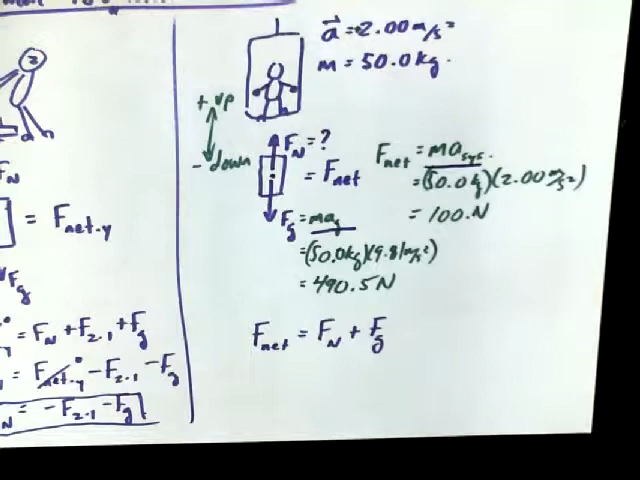 F_N
= F_net-y
F_g
= F_N + F_2-1 + F_g
= F_net-y - F_2-1 - F_g
= -F_2-1 - F_g
a⃗ = 2.00 m/s²
m = 50.0 kg
+ up
- down
F_N = ?
= F_net
F_g = ma_g
= (50.0 kg)(9.81 m/s²)
= 490.5 N
F_net = ma_sys.
= (50.0 kg)(2.00 m/s²)
= 100. N
F_net = F_N + F_g